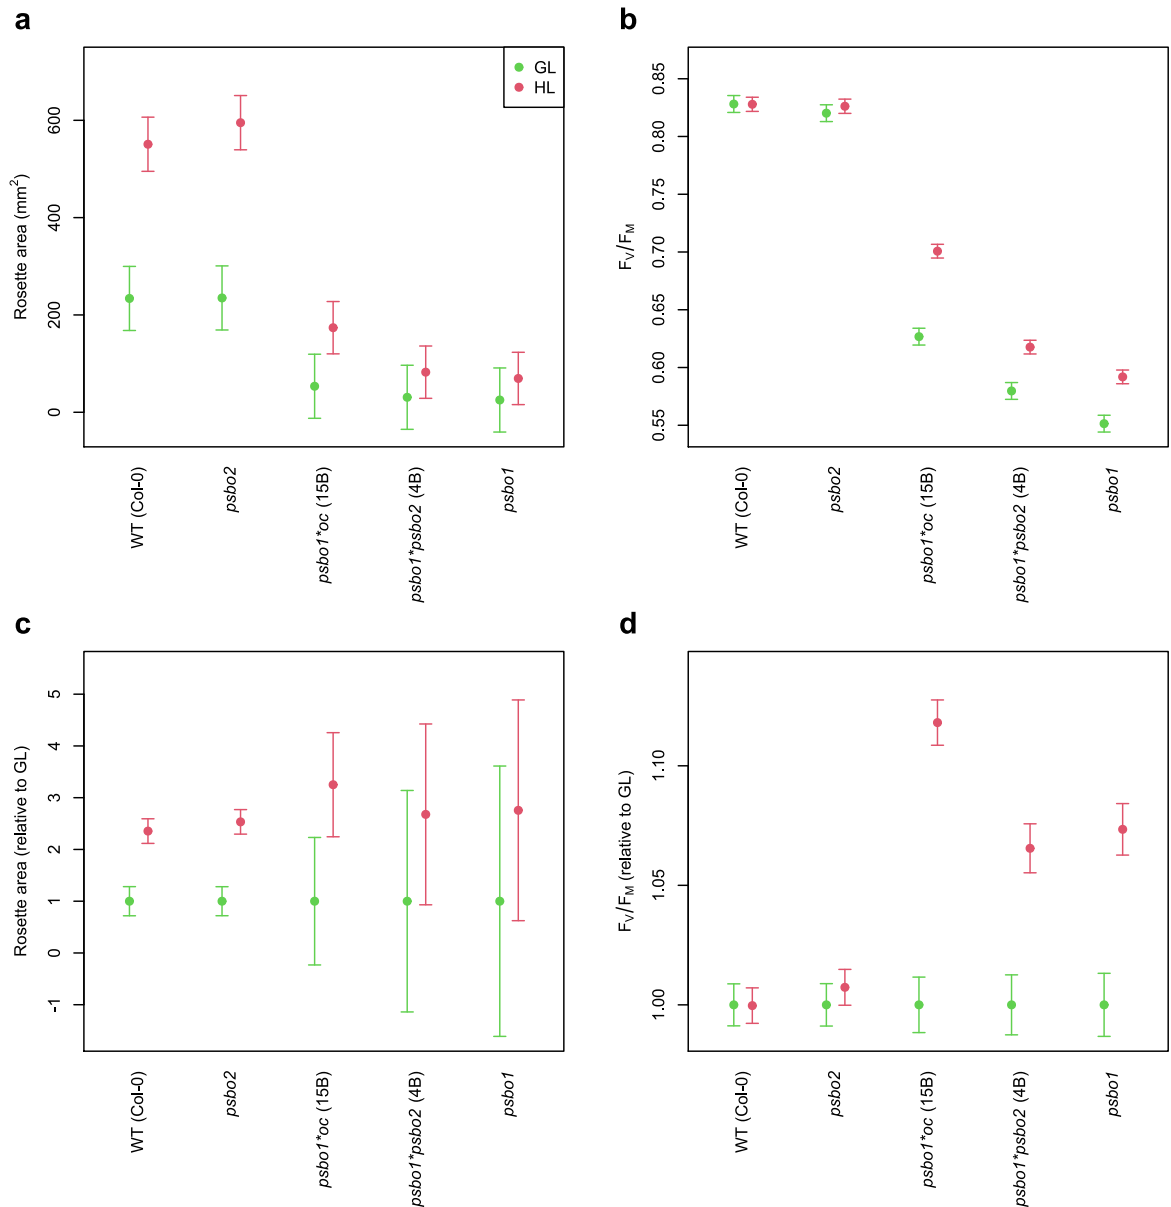 a
Rosette area (mm2)
600
400
200
0
GL
HL
WT (Col-0)
psbo2
psbo1*oc (15B)
psbo1*psbo2 (4B)
psbo1
b
FV/FM
0.85
0.80
0.75
0.70
0.65
0.60
0.55
WT (Col-0)
psbo2
psbo1*oc (15B)
psbo1*psbo2 (4B)
psbo1
c
Rosette area (relative to GL)
5
4
3
2
1
0
-1
WT (Col-0)
psbo2
psbo1*oc (15B)
psbo1*psbo2 (4B)
psbo1
d
FV/FM (relative to GL)
1.10
1.05
1.00
WT (Col-0)
psbo2
psbo1*oc (15B)
psbo1*psbo2 (4B)
psbo1